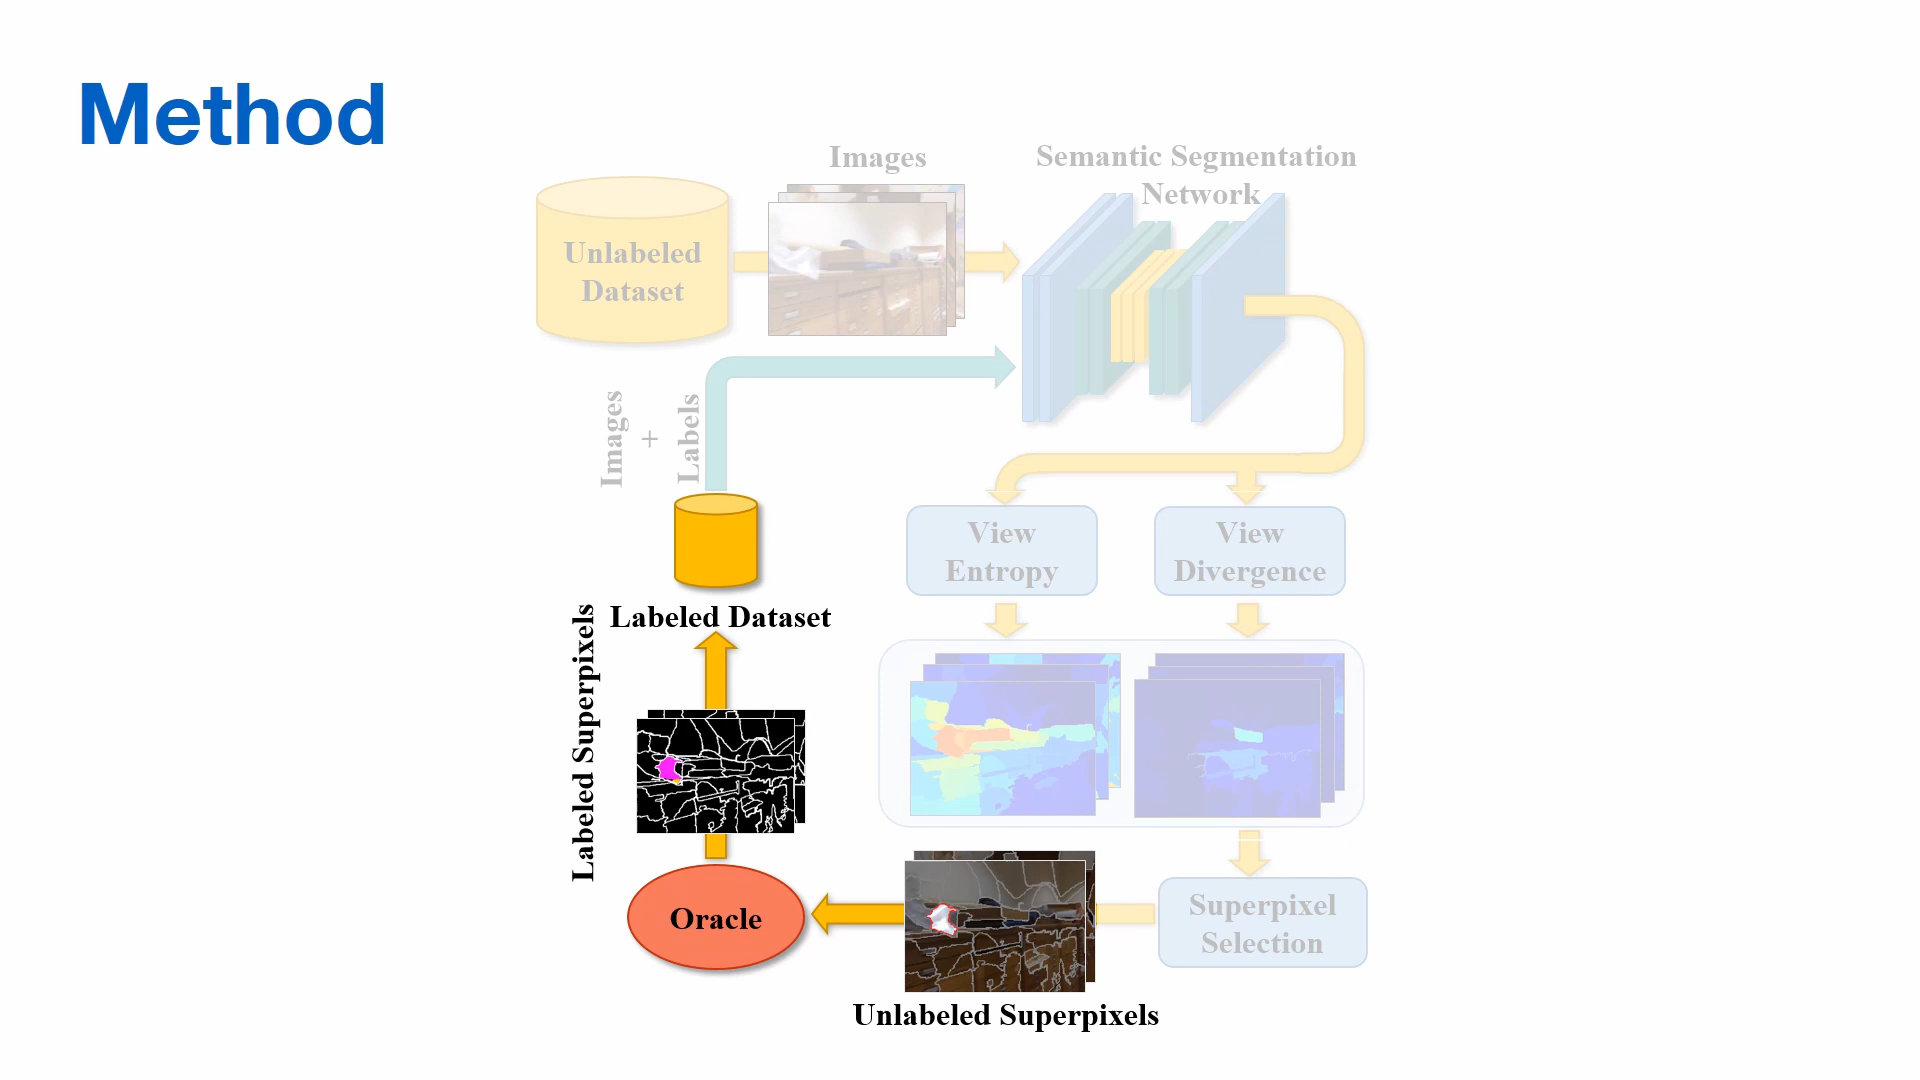 Method
Images
Semantic Segmentation
Network
Unlabeled
Dataset
Images
+
Labels
View
Entropy
View
Divergence
Labeled Dataset
Labeled Superpixels
Oracle
Superpixel
Selection
Unlabeled Superpixels